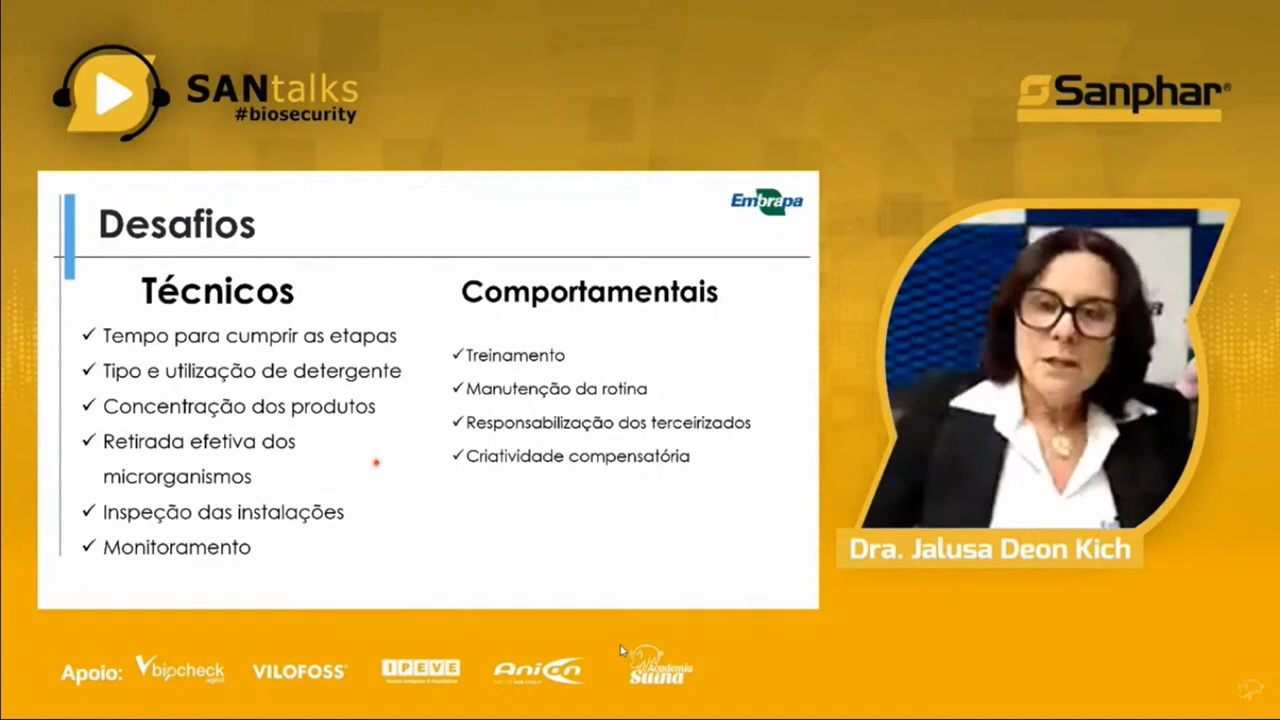 SANtalks
#biosecurity
Sanphar®
Embrapa
Desafios
Técnicos
✓ Tempo para cumprir as etapas
✓ Tipo e utilização de detergente
✓ Concentração dos produtos
✓ Retirada efetiva dos
microrganismos
✓ Inspeção das instalações
✓ Monitoramento
Comportamentais
✓Treinamento
✓Manutenção da rotina
✓Responsabilização dos terceirizados
✓Criatividade compensatória
Dra. Jalusa Deon Kich
Apoio:
biocheck
VILOFOSS®
IPEVE
Anicon
Academia
Suína